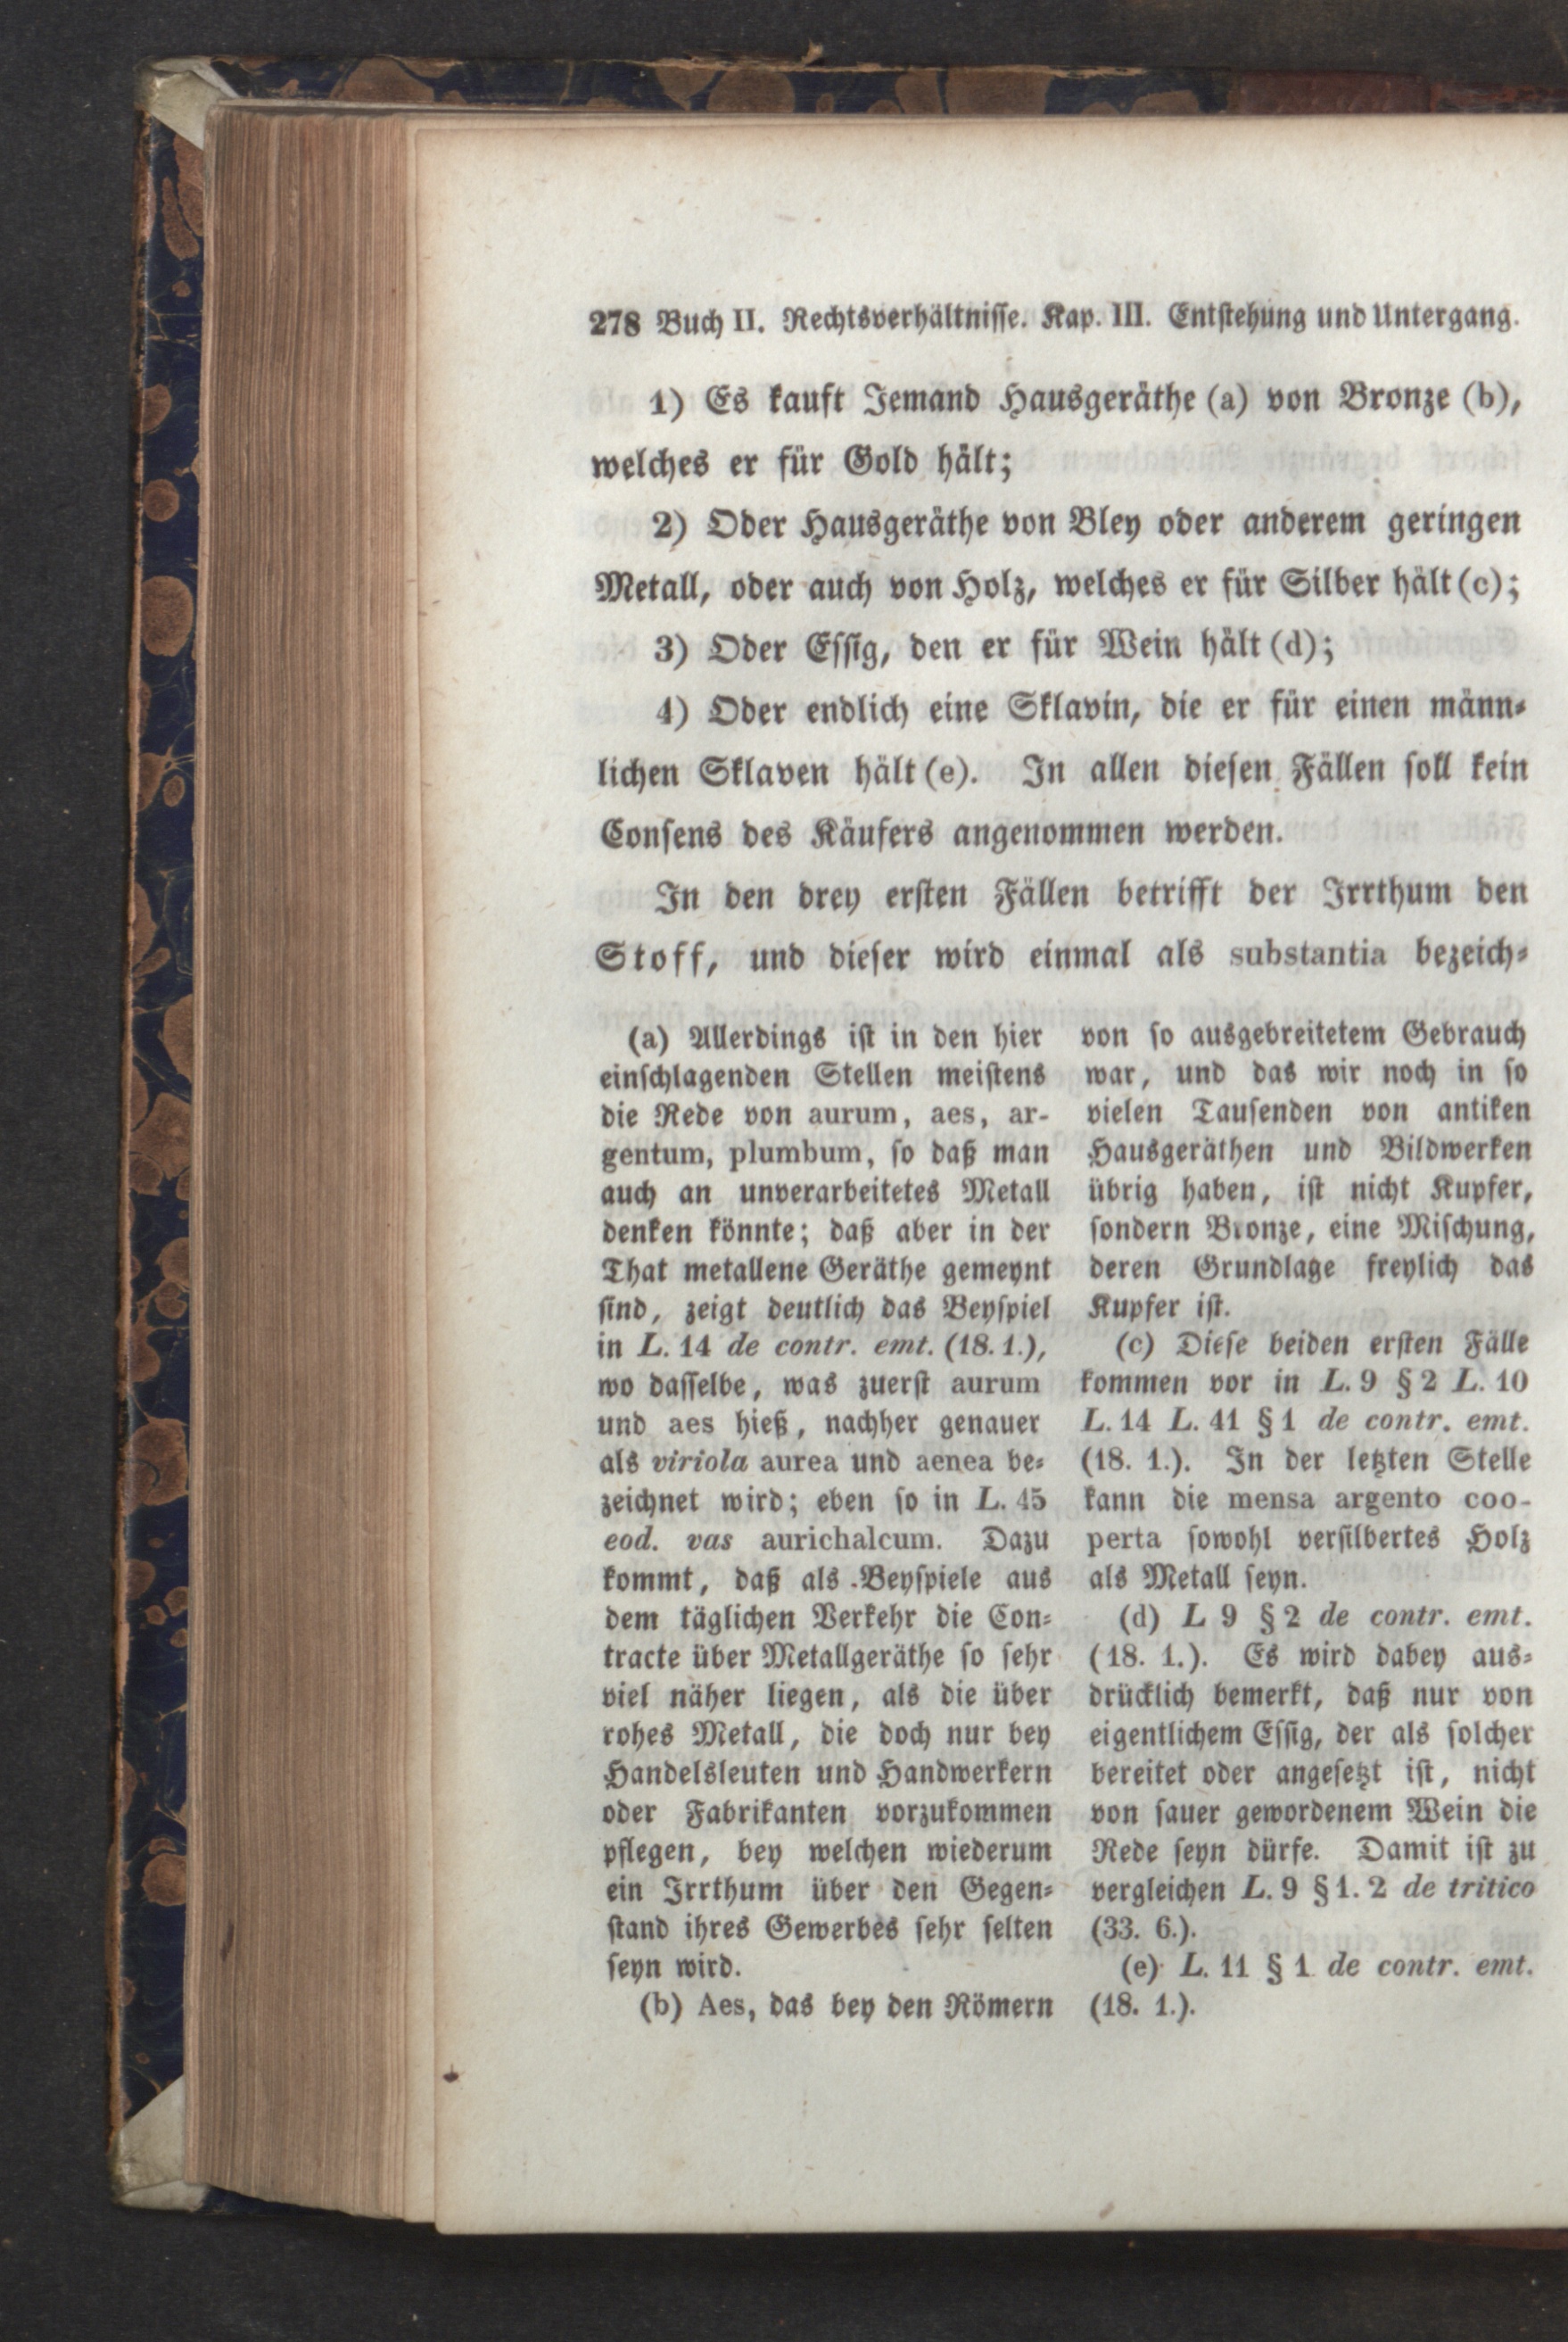 278 Buch II. Rechtsverhältnisse. Kap. III. Entstehung und Untergang.
1) Es kauft Jemand Hausgeräthe (a) von Bronze (b),
welches er für Gold hält;
2) Oder Hausgeräthe von Bley oder anderem geringen
Metall, oder auch von Holz, welches er für Silber hält (c);
3) Oder Essig, den er für Wein hält (d);
4) Oder endlich eine Sklavin, die er für einen männ-
lichen Sklaven hält (e). In allen diesen Fällen soll kein
Consens des Käufers angenommen werden.
In den drey ersten Fällen betrifft der Irrthum den
Stoff, und dieser wird einmal als substantia bezeich-
(a) Allerdings ist in den hier
einschlagenden Stellen meistens
die Rede von aurum, aes, ar-
gentum, plumbum, so daß man
auch an unverarbeitetes Metall
denken könnte; daß aber in der
That metallene Geräthe gemeynt
sind, zeigt deutlich das Beyspiel
in L. 14 de contr. emt. (18. 1.),
wo dasselbe, was zuerst aurum
und aes hieß, nachher genauer
als viriola aurea und aenea be-
zeichnet wird; eben so in L. 45
eod. vas aurichalcum. Dazu
kommt, daß als Beyspiele aus
dem täglichen Verkehr die Con-
tracte über Metallgeräthe so sehr
viel näher liegen, als die über
rohes Metall, die doch nur bey
Handelsleuten und Handwerkern
oder Fabrikanten vorzukommen
pflegen, bey welchen wiederum
ein Irrthum über den Gegen-
stand ihres Gewerbes sehr selten
seyn wird.
(b) Aes, das bey den Römern
von so ausgebreitetem Gebrauch
war, und das wir noch in so
vielen Tausenden von antiken
Hausgeräthen und Bildwerken
übrig haben, ist nicht Kupfer,
sondern Bronze, eine Mischung,
deren Grundlage freylich das
Kupfer ist.
(c) Diese beiden ersten Fälle
kommen vor in L. 9 § 2 L. 10
L. 14 L. 41 § 1 de contr. emt.
(18. 1.). In der letzten Stelle
kann die mensa argento coo-
perta sowohl versilbertes Holz
als Metall seyn.
(d) L 9 § 2 de contr. emt.
(18. 1.). Es wird dabey aus-
drücklich bemerkt, daß nur von
eigentlichem Essig, der als solcher
bereitet oder angesetzt ist, nicht
von sauer gewordenem Wein die
Rede seyn dürfe. Damit ist zu
vergleichen L. 9 § 1. 2 de tritico
(33. 6.).
(e) L. 11 § 1 de contr. emt.
(18. 1.).